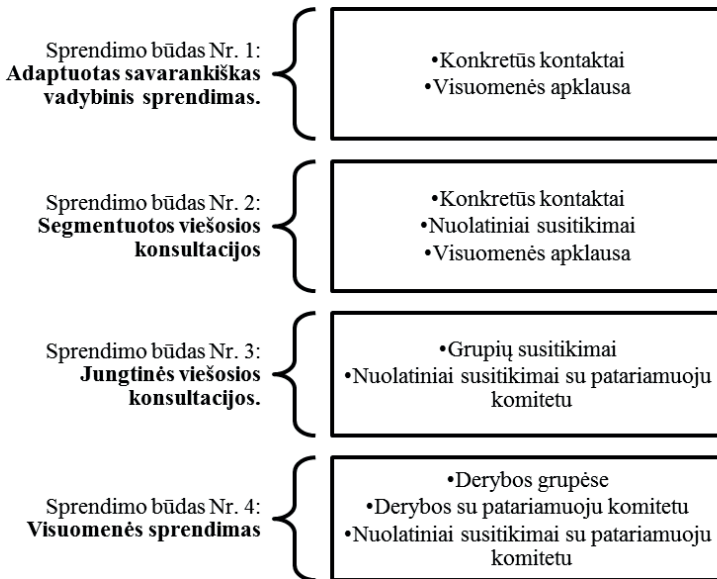 Sprendimo būdas Nr. 1:
Adaptuotas savarankiškas
vadybinis sprendimas.
•Konkretūs kontaktai
•Visuomenės apklausa
Sprendimo būdas Nr. 2:
Segmentuotos viešosios
konsultacijos
•Konkretūs kontaktai
•Nuolatiniai susitikimai
•Visuomenės apklausa
Sprendimo būdas Nr. 3:
Jungtinės viešosios
konsultacijos.
•Grupių susitikimai
•Nuolatiniai susitikimai su patariamuoju
komitetu
Sprendimo būdas Nr. 4:
Visuomenės sprendimas
•Derybos grupėse
•Derybos su patariamuoju komitetu
•Nuolatiniai susitikimai su patariamuoju
komitetu